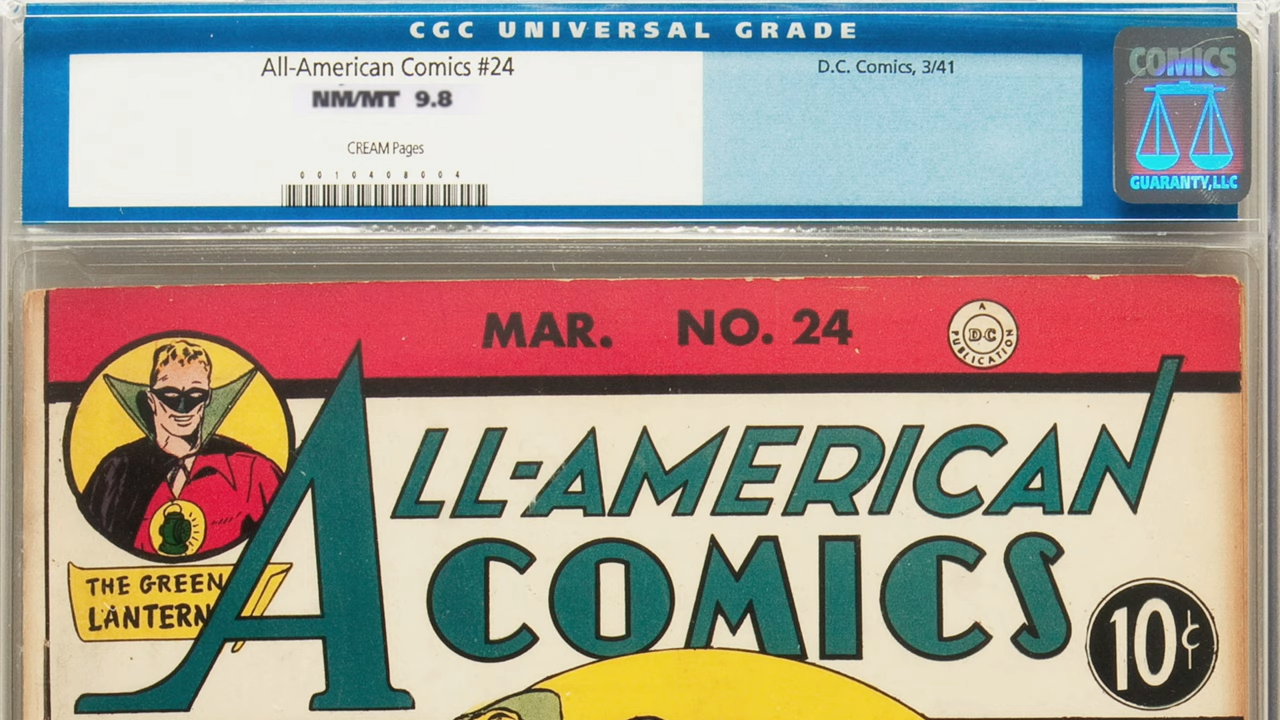 CGC UNIVERSAL GRADE
All-American Comics #24
NM/MT 9.8
CREAM Pages
0010408004
D.C. Comics, 3/41
COMICS
GUARANTY, LLC
MAR. NO. 24
A
DC
PUBLICATION
ALL-AMERICAN
COMICS
THE GREEN
LANTERN
10¢